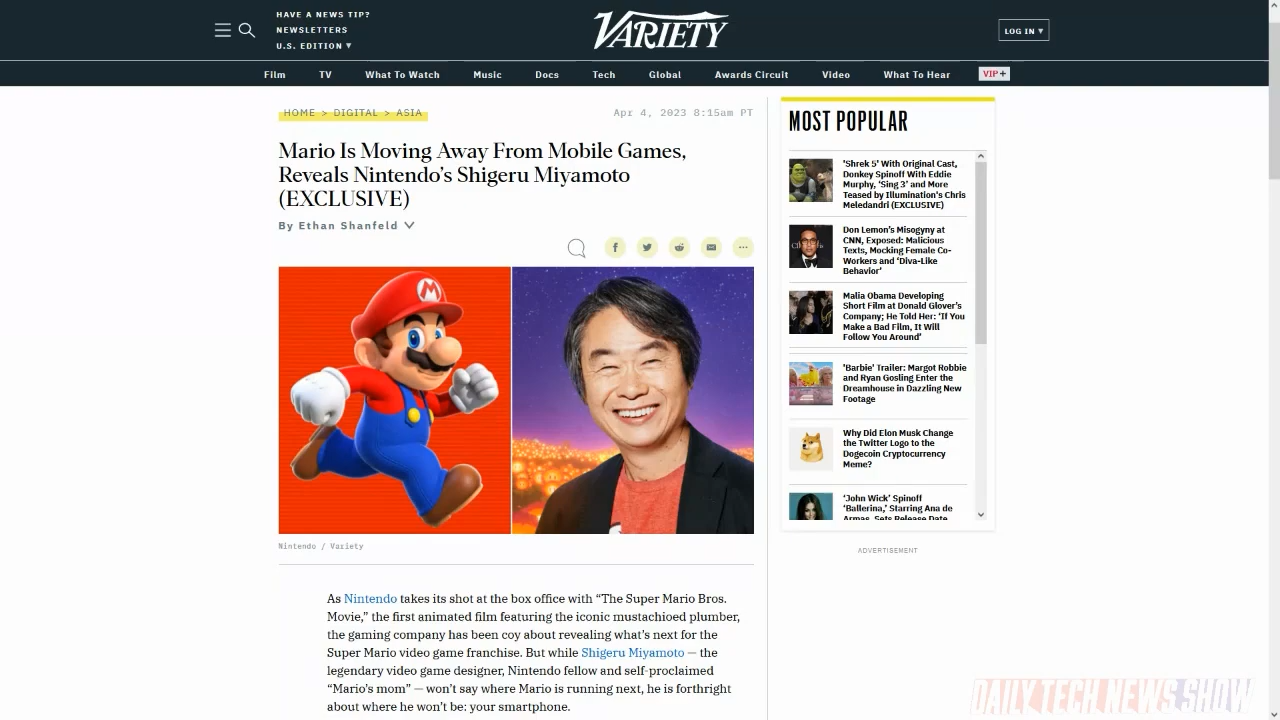 HAVE A NEWS TIP?
NEWSLETTERS
U.S. EDITION ▾
VARIETY
LOG IN ▾
Film TV What To Watch Music Docs Tech Global Awards Circuit Video What To Hear VIP+
HOME > DIGITAL > ASIA
Apr 4, 2023 8:15am PT
Mario Is Moving Away From Mobile Games,
Reveals Nintendo’s Shigeru Miyamoto
(EXCLUSIVE)
By Ethan Shanfeld
M
Nintendo / Variety
As Nintendo takes its shot at the box office with “The Super Mario Bros.
Movie,” the first animated film featuring the iconic mustachioed plumber,
the gaming company has been coy about revealing what’s next for the
Super Mario video game franchise. But while Shigeru Miyamoto — the
legendary video game designer, Nintendo fellow and self-proclaimed
“Mario’s mom” — won’t say where Mario is running next, he is forthright
about where he won’t be: your smartphone.
MOST POPULAR
'Shrek 5' With Original Cast,
Donkey Spinoff With Eddie
Murphy, ‘Sing 3’ and More
Teased by Illumination's Chris
Meledandri (EXCLUSIVE)
Don Lemon’s Misogyny at
CNN, Exposed: Malicious
Texts, Mocking Female Co-
Workers and ‘Diva-Like
Behavior’
Malia Obama Developing
Short Film at Donald Glover’s
Company; He Told Her: ‘If You
Make a Bad Film, It Will
Follow You Around’
'Barbie' Trailer: Margot Robbie
and Ryan Gosling Enter the
Dreamhouse in Dazzling New
Footage
Why Did Elon Musk Change
the Twitter Logo to the
Dogecoin Cryptocurrency
Meme?
‘John Wick’ Spinoff
‘Ballerina,’ Starring Ana de
Armas, Sets Release Date
ADVERTISEMENT
DAILY TECH NEWS SHOW